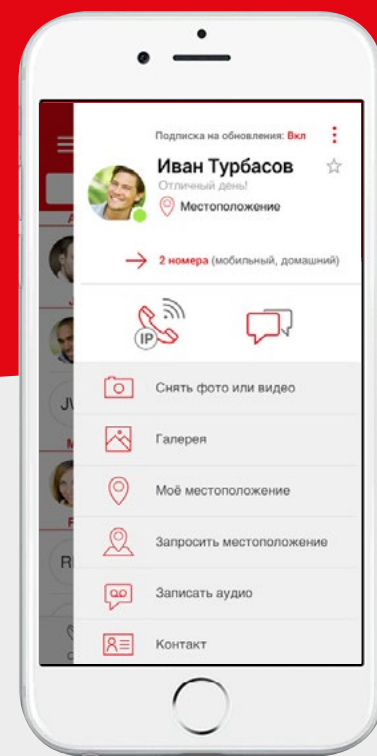 Подписка на обновления: Вкл
Иван Турбасов
Отличный день!
Местоположение
2 номера (мобильный, домашний)
IP
Снять фото или видео
Галерея
Моё местоположение
Запросить местоположение
Записать аудио
Контакт